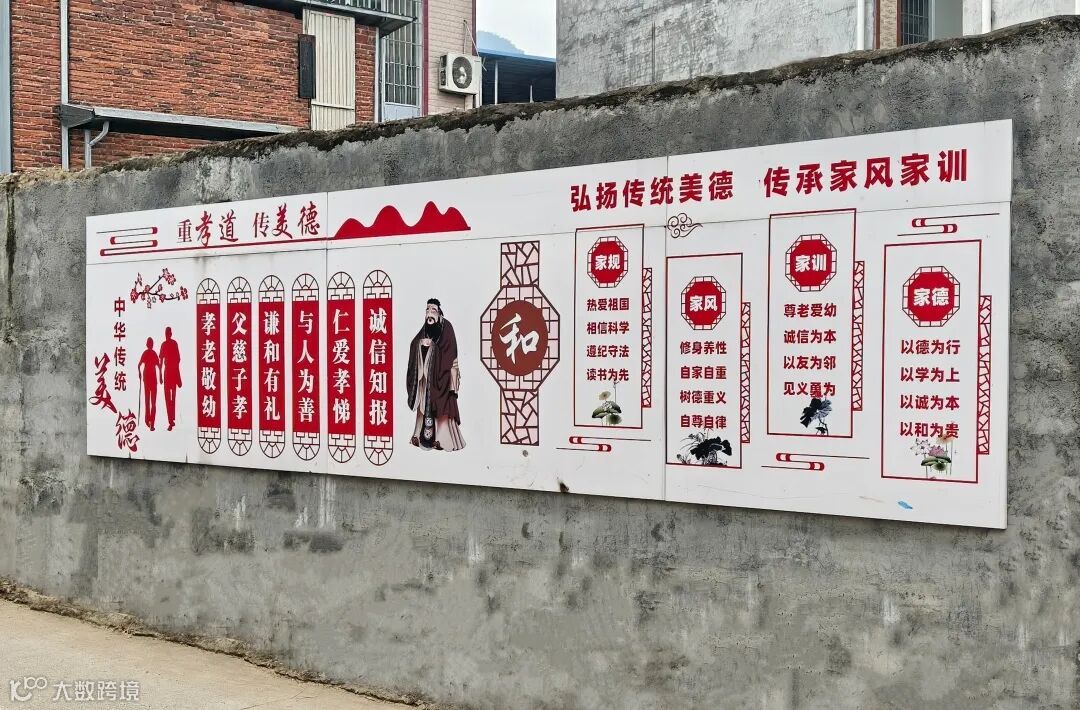 重孝道 传美德
弘扬传统美德 传承家风家训
中华传统
美德
孝老敬幼
父慈子孝
谦和有礼
与人为善
仁爱孝悌
诚信知报
和
家规
热爱祖国
相信科学
遵纪守法
读书为先
家风
修身养性
自家自重
树德重义
自尊自律
家训
尊老爱幼
诚信为本
以友为邻
见义勇为
家德
以德为行
以学为上
以诚为本
以和为贵
大数跨境